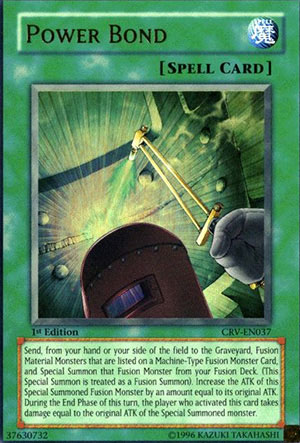 POWER BOND
[SPELL CARD]
1st Edition
CRV-EN037
Send, from your hand or your side of the field to the Graveyard, Fusion
Material Monsters that are listed on a Machine-Type Fusion Monster Card,
and Special Summon that Fusion Monster from your Fusion Deck. (This
Special Summon is treated as a Fusion Summon). Increase the ATK of this
Special Summoned Fusion Monster by an amount equal to its original ATK.
During the End Phase of this turn, the player who activated this card takes
damage equal to the original ATK of the Special Summoned monster.
37630732
©1996 KAZUKI TAKAHASHI